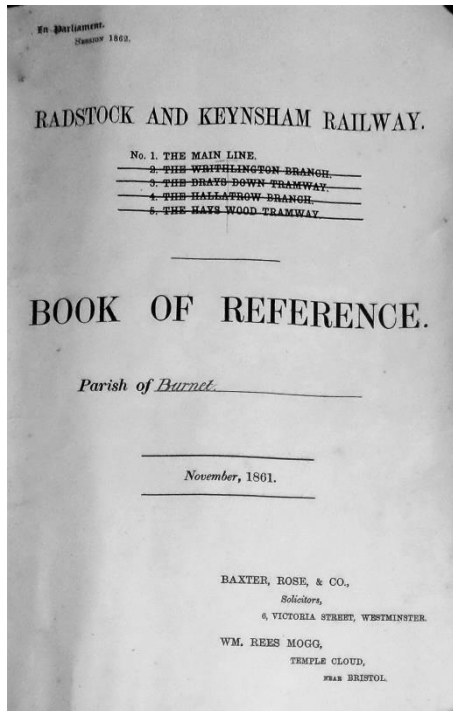 In Parliament.
Session 1862.
RADSTOCK AND KEYNSHAM RAILWAY.
No. 1. THE MAIN LINE.
2. THE WRITHLINGTON BRANCH.
3. THE BRAYS DOWN TRAMWAY.
4. THE HALLATROW BRANCH.
5. THE HAYS WOOD TRAMWAY
BOOK OF REFERENCE.
Parish of Burnet.
November, 1861.
BAXTER, ROSE, & CO.,
Solicitors,
6, VICTORIA STREET, WESTMINSTER.
WM. REES MOGG,
TEMPLE CLOUD,
NEAR BRISTOL.